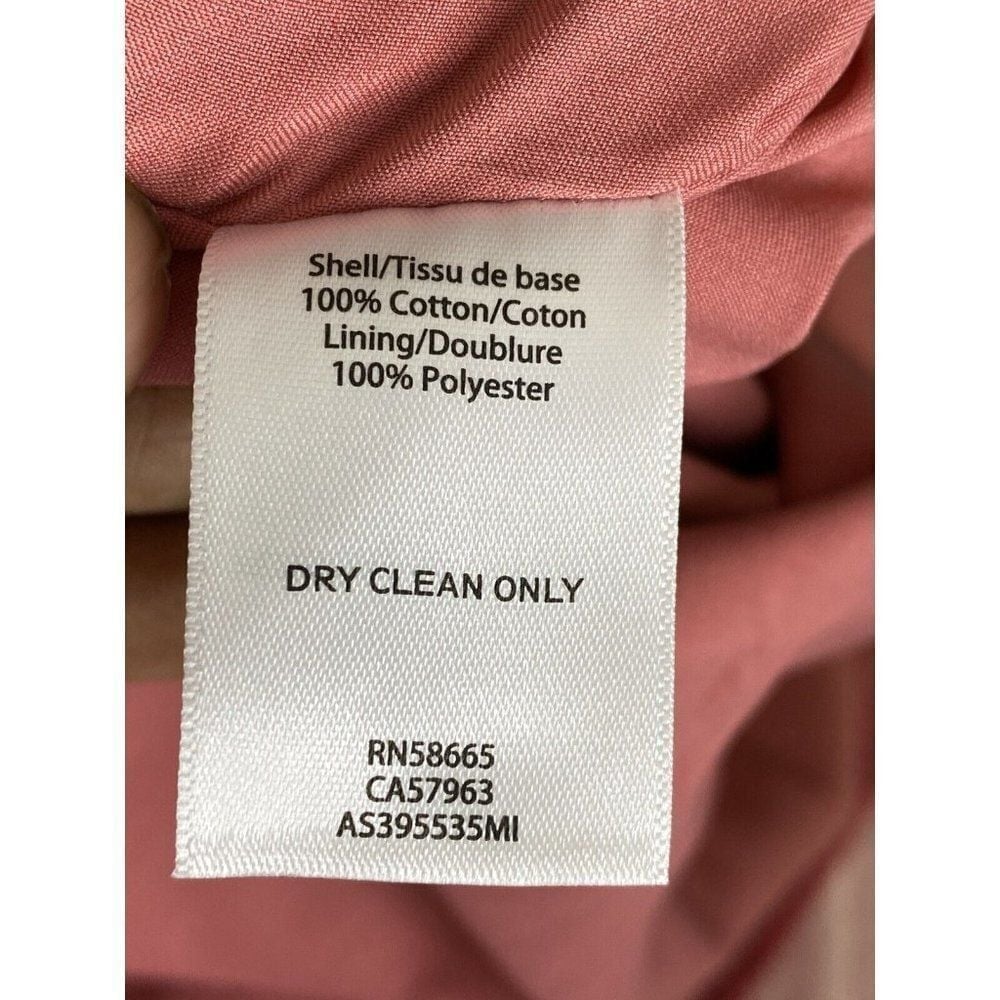 Shell/Tissu de base
100% Cotton/Coton
Lining/Doublure
100% Polyester
DRY CLEAN ONLY
RN58665
CA57963
AS395535MI